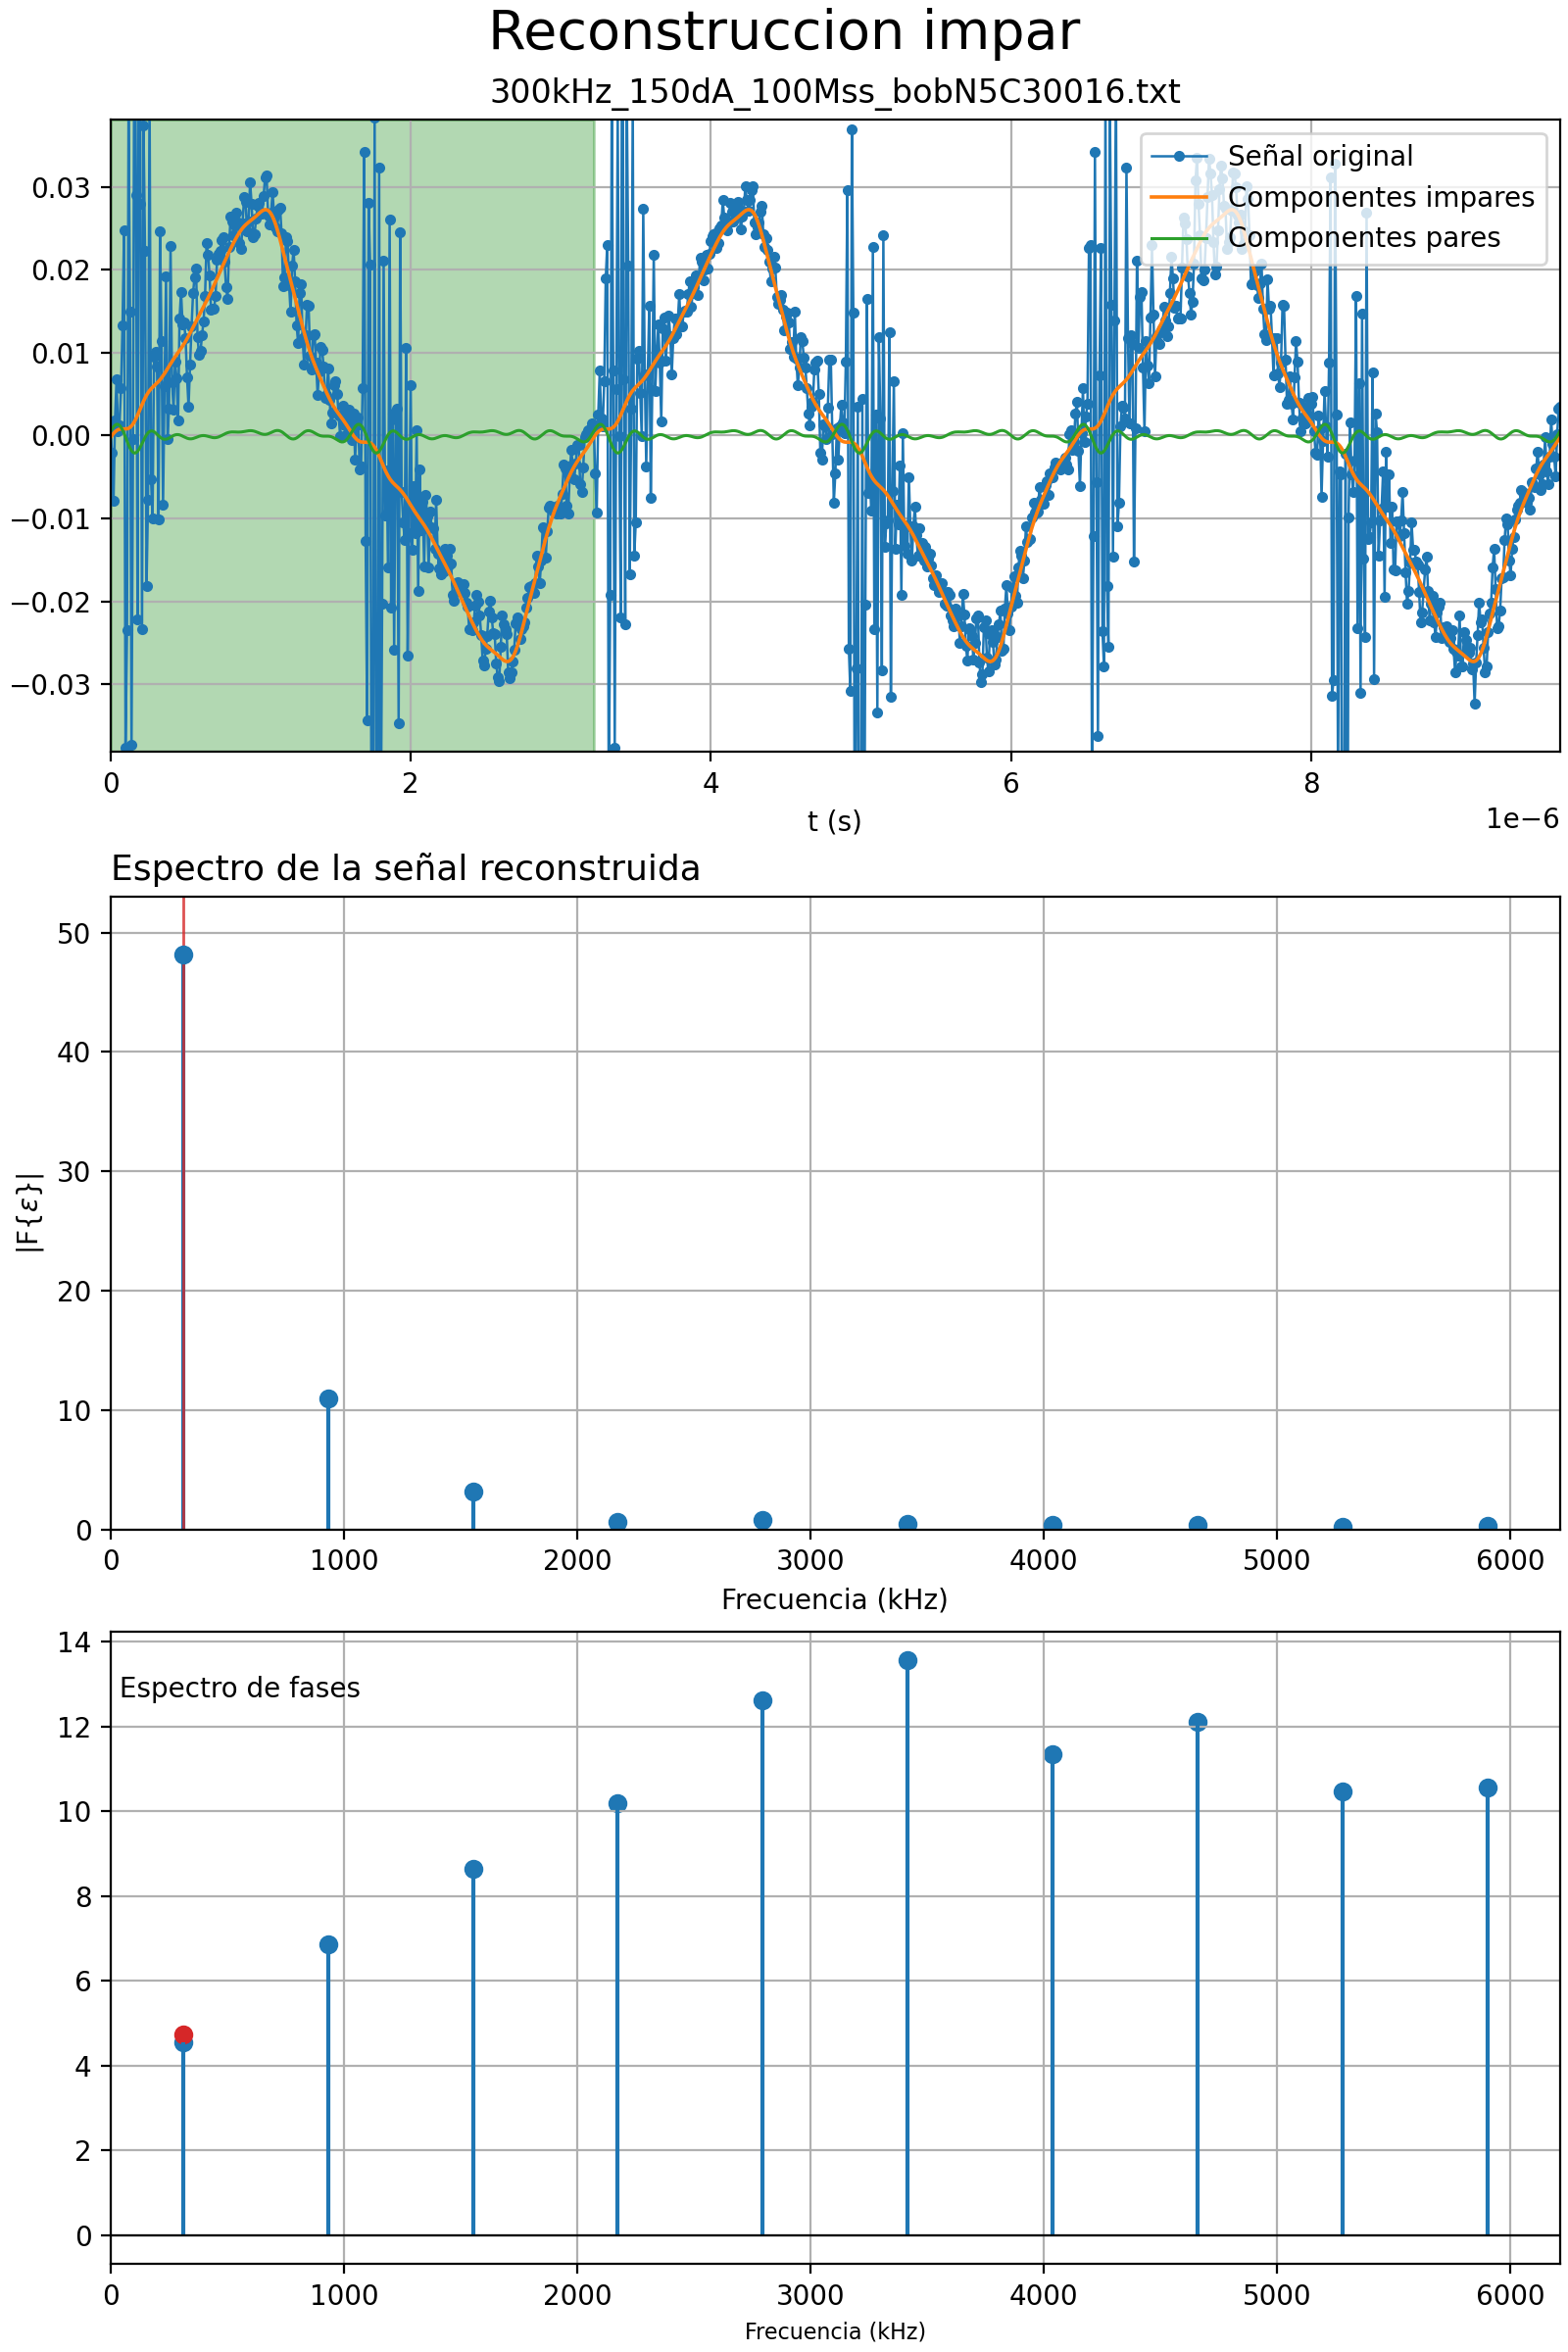 Reconstruccion impar
300kHz_150dA_100Mss_bobN5C30016.txt
Señal original
Componentes impares
Componentes pares
0.03
0.02
0.01
0.00
−0.01
−0.02
−0.03
0 2 4 6 8
t (s)
1e−6
Espectro de la señal reconstruida
50
40
30
20
10
0
|F{ε}|
0 1000 2000 3000 4000 5000 6000
Frecuencia (kHz)
14
Espectro de fases
12
10
8
6
4
2
0
0 1000 2000 3000 4000 5000 6000
Frecuencia (kHz)